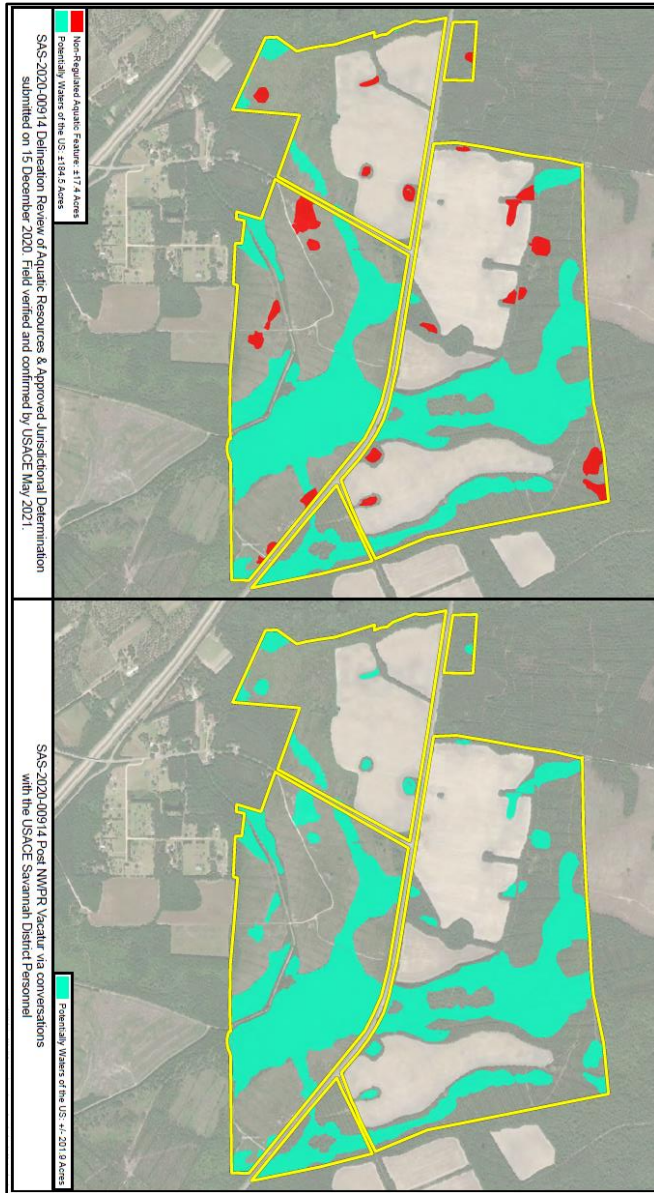 Non-Regulated Aquatic Feature: ±17.4 Acres
Potentially Waters of the US: ±184.5 Acres
SAS-2020-00914 Delineation Review of Aquatic Resources & Approved Jurisdictional Determination
submitted on 15 December 2020. Field verified and confirmed by USACE May 2021.
Potentially Waters of the US: +/- 201.9 Acres
SAS-2020-00914 Post NWPR Vacatur via conversations
with the USACE Savannah District Personnel